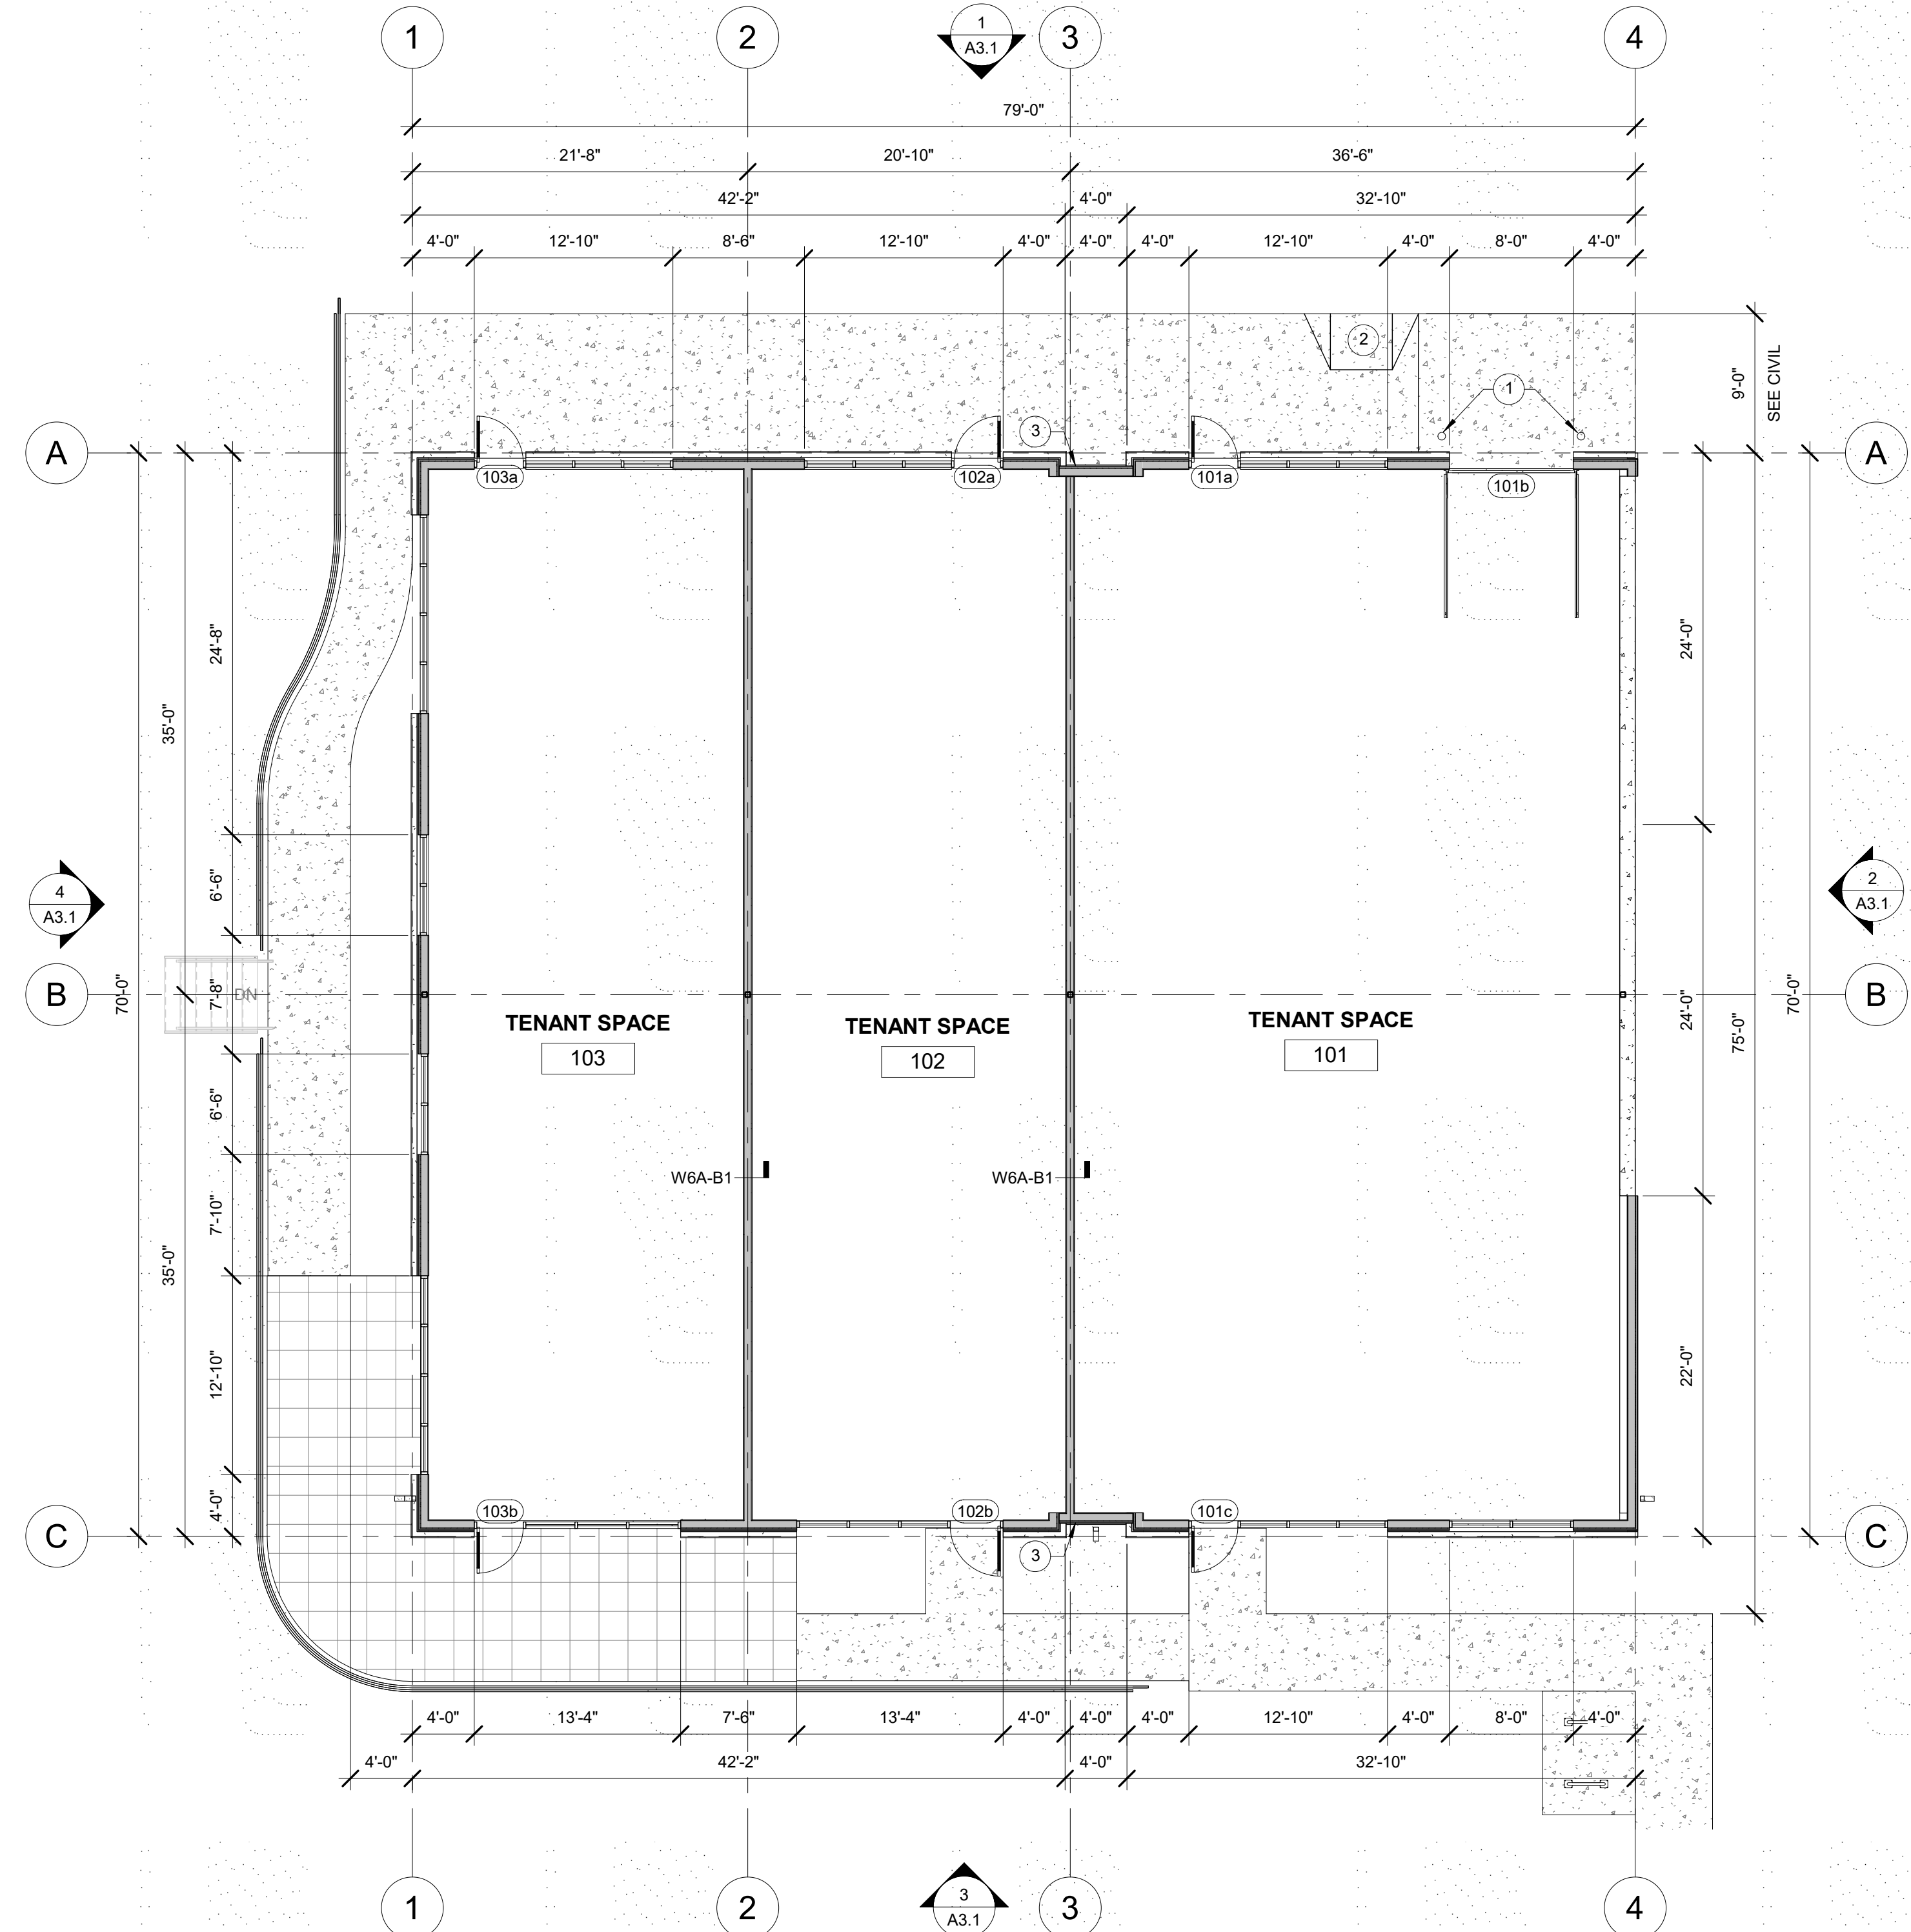 1
2
1
A3.1
3
4
79'-0"
21'-8"
20'-10"
36'-6"
42'-2"
4'-0"
32'-10"
4'-0"
12'-10"
8'-6"
12'-10"
4'-0"
4'-0"
4'-0"
12'-10"
4'-0"
8'-0"
4'-0"
2
1
9'-0"
SEE CIVIL
3
A
A
103a
102a
101a
101b
24'-8"
24'-0"
35'-0"
6'-6"
4
A3.1
2
A3.1
B
70'-0"
7'-8"
DN
24'-0"
75'-0"
70'-0"
B
TENANT SPACE
103
TENANT SPACE
102
TENANT SPACE
101
6'-6"
W6A-B1
W6A-B1
7'-10"
35'-0"
12'-10"
22'-0"
4'-0"
103b
102b
101c
C
C
3
4'-0"
13'-4"
7'-6"
13'-4"
4'-0"
4'-0"
4'-0"
12'-10"
4'-0"
8'-0"
4'-0"
4'-0"
42'-2"
4'-0"
32'-10"
1
2
3
A3.1
3
4